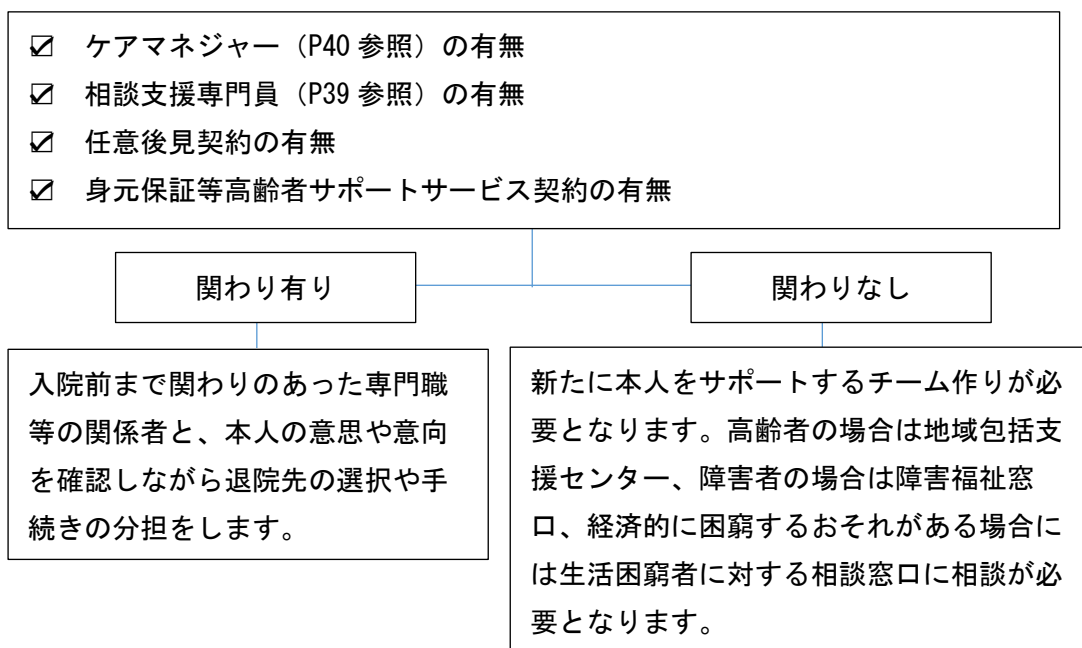 ☑ ケアマネジャー（P40 参照）の有無
☑ 相談支援専門員（P39 参照）の有無
☑ 任意後見契約の有無
☑ 身元保証等高齢者サポートサービス契約の有無
関わり有り
関わりなし
入院前まで関わりのあった専門職
等の関係者と、本人の意思や意向
を確認しながら退院先の選択や手
続きの分担をします。
新たに本人をサポートするチーム作りが必
要となります。高齢者の場合は地域包括支
援センター、障害者の場合は障害福祉窓
口、経済的に困窮するおそれがある場合に
は生活困窮者に対する相談窓口に相談が必
要となります。